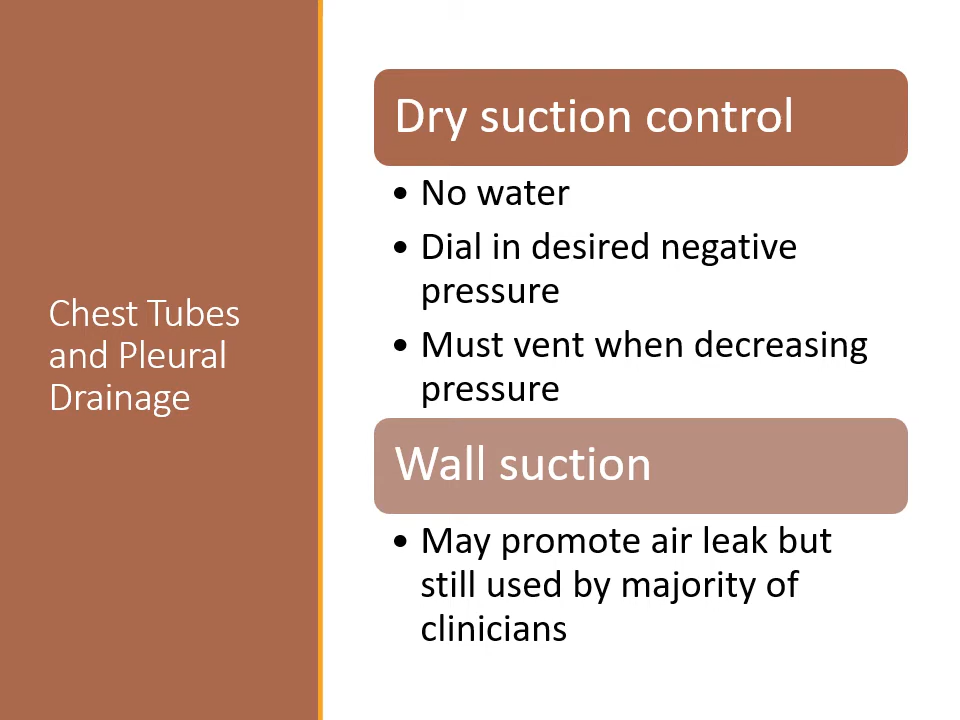 Chest Tubes
and Pleural
Drainage
Dry suction control
• No water
• Dial in desired negative
pressure
• Must vent when decreasing
pressure
Wall suction
• May promote air leak but
still used by majority of
clinicians